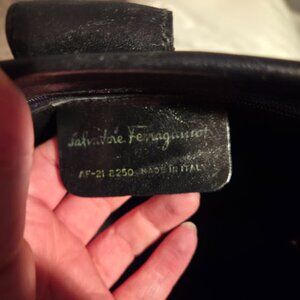 Salvatore Ferragamo
AF-21 8250 MADE IN ITALY